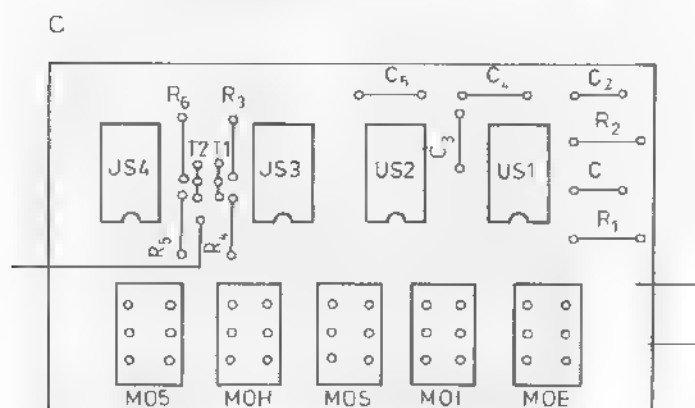 C
C5 C4 C2
R6 R3
C3 R2
T2 T1
JS4 JS3 US2 US1
C
R5 R4 R1
MO5 MOH MOS MOI MOE